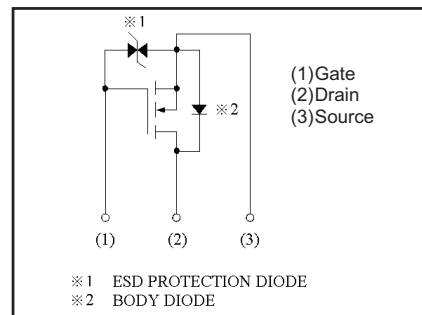 ※1
(1)Gate
(2)Drain
(3)Source
※2
(1) (2) (3)
※1 ESD PROTECTION DIODE
※2 BODY DIODE